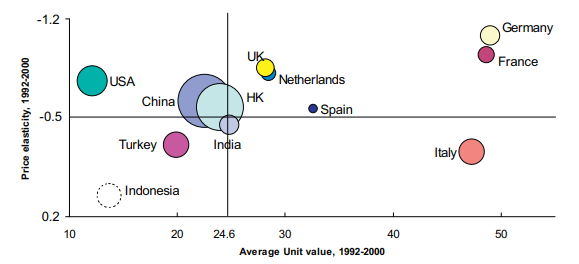 -1.2
Germany
UK
France
USA
Netherlands
China
HK
Spain
-0.5
Turkey
India
Italy
Indonesia
0.2
10
20
24.6
30
40
50
Price elasticity, 1992-2000
Average Unit value, 1992-2000